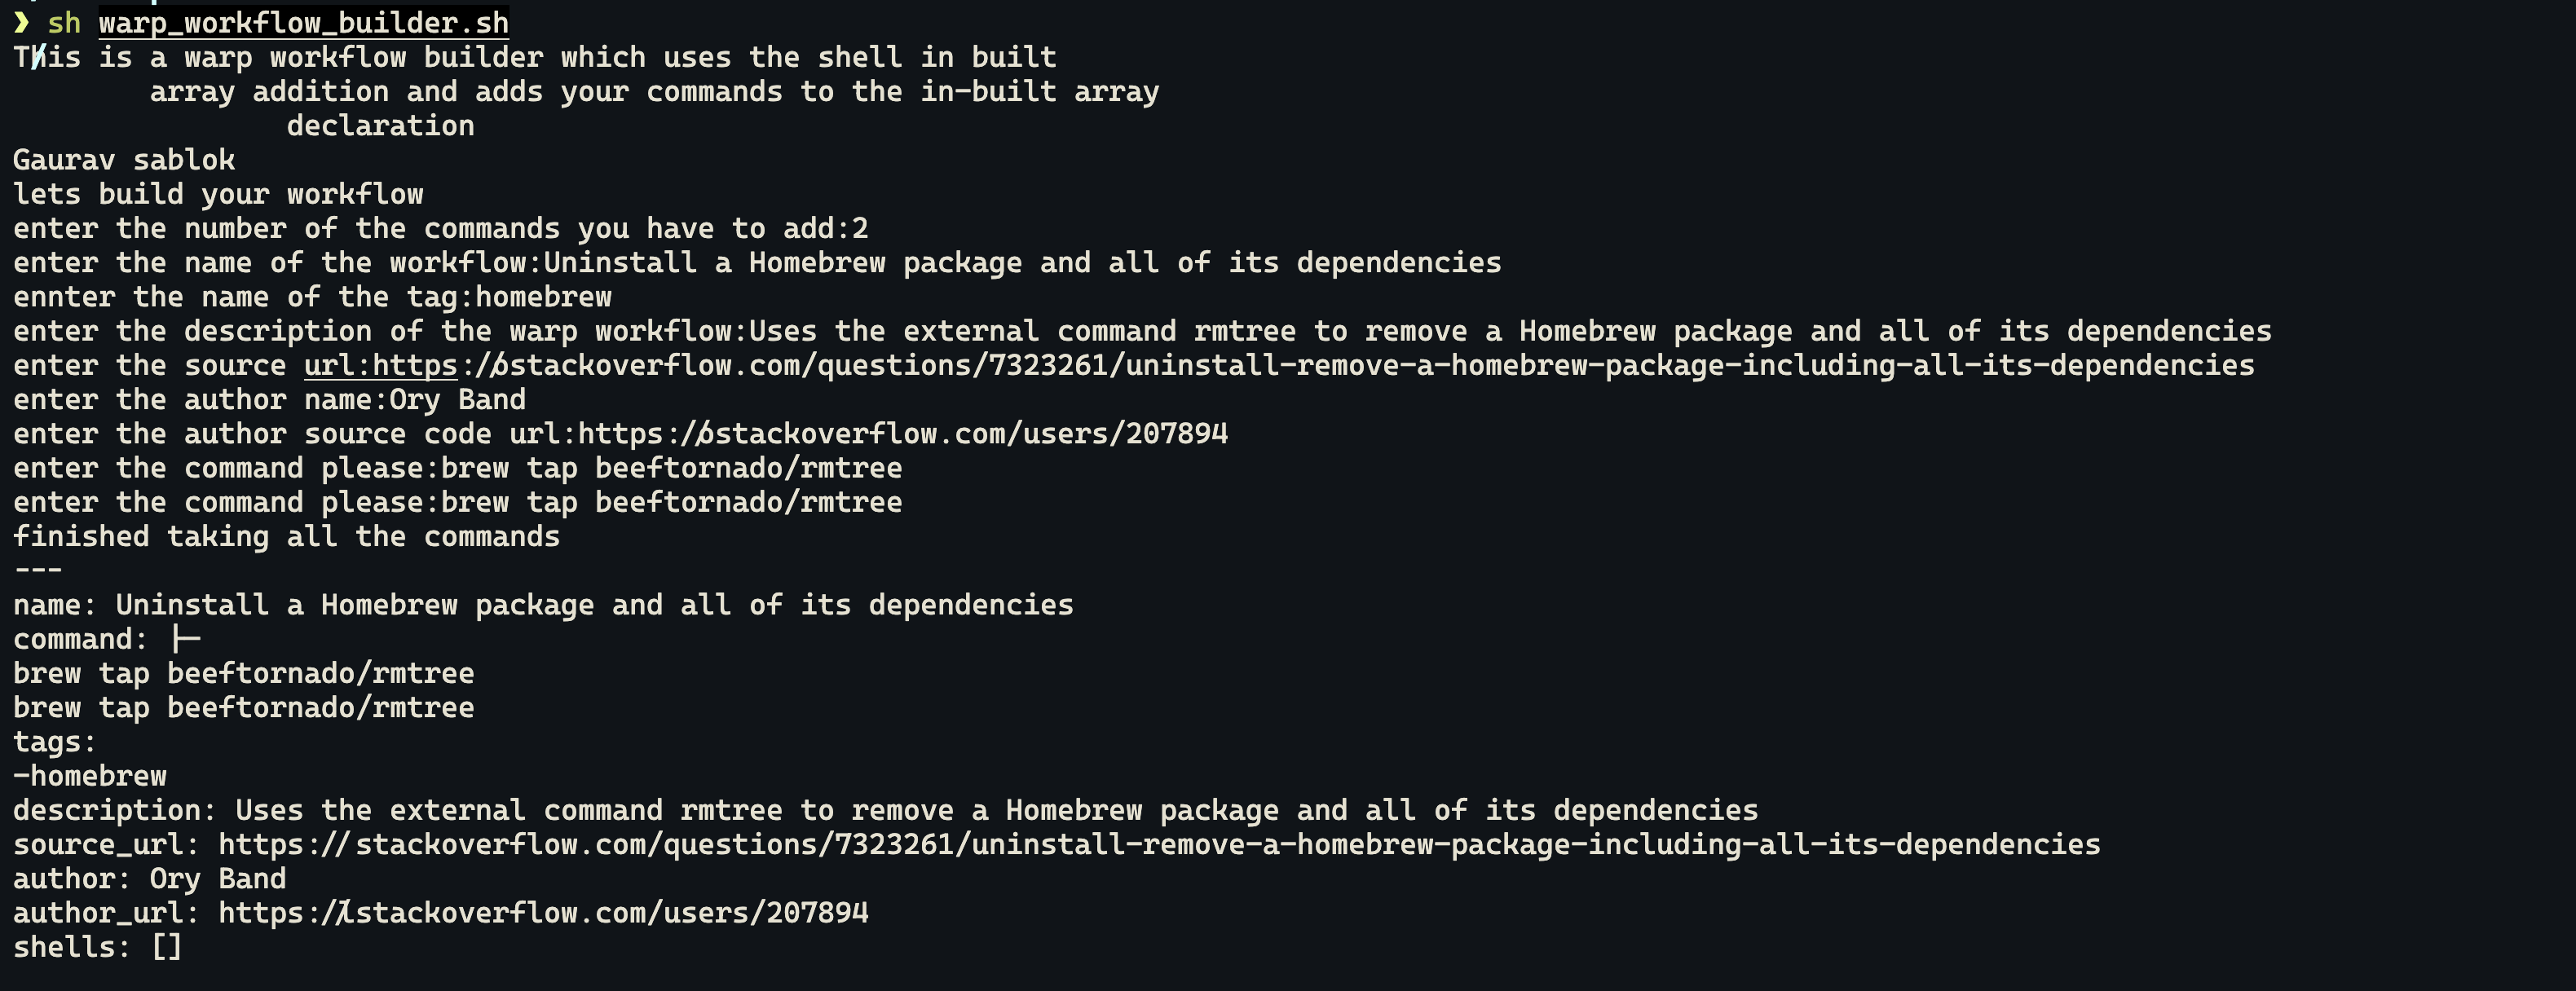 ❯ sh warp_workflow_builder.sh
This is a warp workflow builder which uses the shell in built
array addition and adds your commands to the in-built array
declaration
Gaurav sablok
lets build your workflow
enter the number of the commands you have to add:2
enter the name of the workflow:Uninstall a Homebrew package and all of its dependencies
ennter the name of the tag:homebrew
enter the description of the warp workflow:Uses the external command rmtree to remove a Homebrew package and all of its dependencies
enter the source url:https://stackoverflow.com/questions/7323261/uninstall-remove-a-homebrew-package-including-all-its-dependencies
enter the author name:Ory Band
enter the author source code url:https://stackoverflow.com/users/207894
enter the command please:brew tap beeftornado/rmtree
enter the command please:brew tap beeftornado/rmtree
finished taking all the commands
---
name: Uninstall a Homebrew package and all of its dependencies
command: |-
brew tap beeftornado/rmtree
brew tap beeftornado/rmtree
tags:
-homebrew
description: Uses the external command rmtree to remove a Homebrew package and all of its dependencies
source_url: https://stackoverflow.com/questions/7323261/uninstall-remove-a-homebrew-package-including-all-its-dependencies
author: Ory Band
author_url: https://stackoverflow.com/users/207894
shells: []